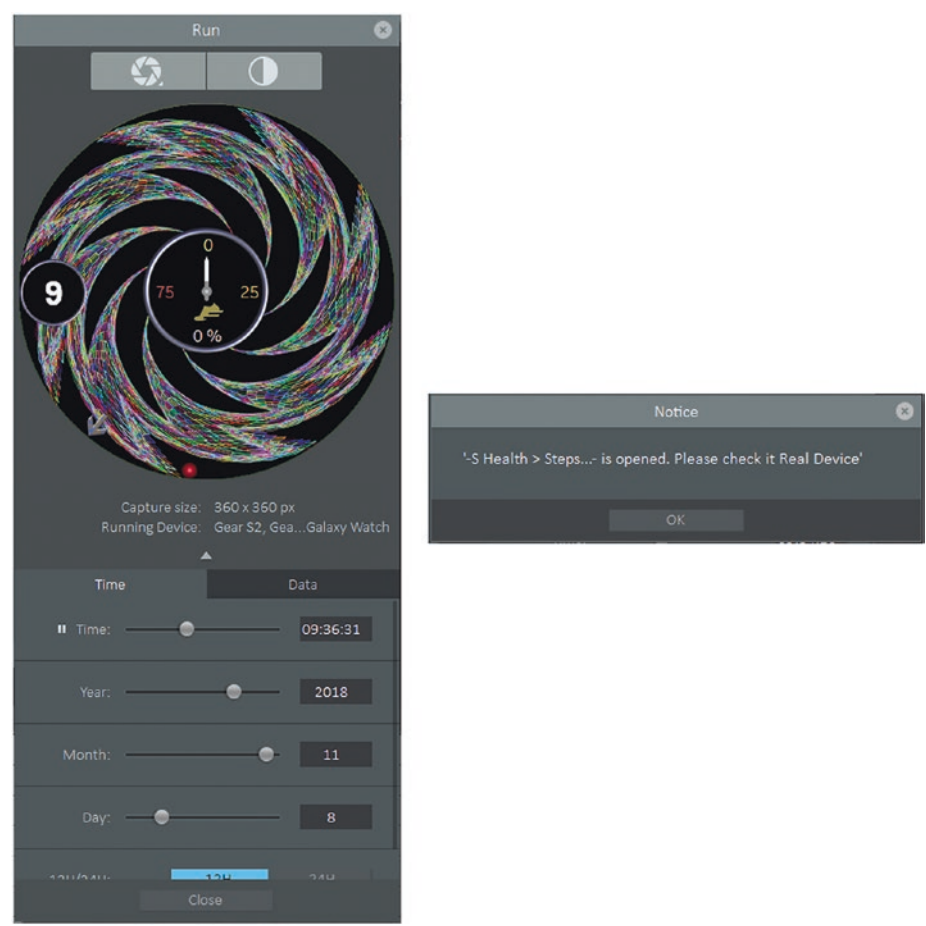 Run
0
9
75
25
0 %
Capture size: 360 x 360 px
Running Device: Gear S2, Gea...Galaxy Watch
Time
Data
Time: 09:36:31
Year: 2018
Month: 11
Day: 8
12H/24H: 12H 24H
Close
Notice
'-S Health > Steps...- is opened. Please check it Real Device'
OK